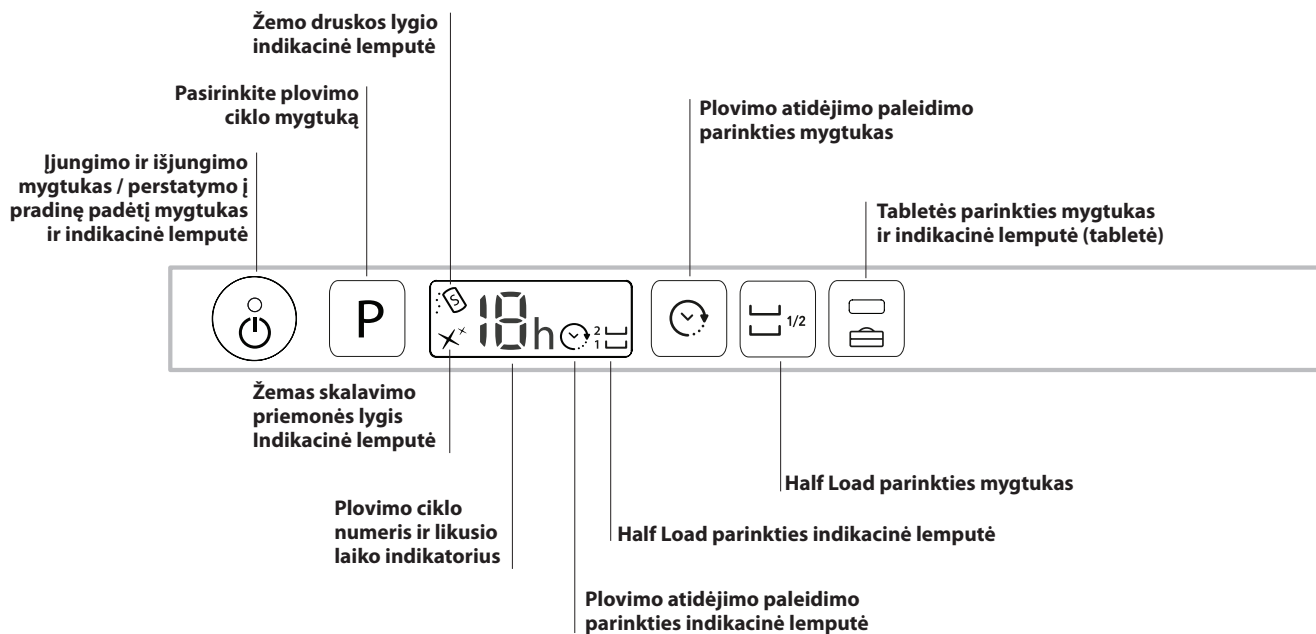 Žemo druskos lygio
indikacinė lemputė
Pasirinkite plovimo
ciklo mygtuką
Plovimo atidėjimo paleidimo
parinkties mygtukas
Įjungimo ir išjungimo
mygtukas / perstatymo į
pradinę padėtį mygtukas
ir indikacinė lemputė
Tabletės parinkties mygtukas
ir indikacinė lemputė (tabletė)
P
S
18h
2
1
1/2
Žemas skalavimo
priemonės lygis
Indikacinė lemputė
Half Load parinkties mygtukas
Plovimo ciklo
numeris ir likusio
laiko indikatorius
Half Load parinkties indikacinė lemputė
Plovimo atidėjimo paleidimo
parinkties indikacinė lemputė